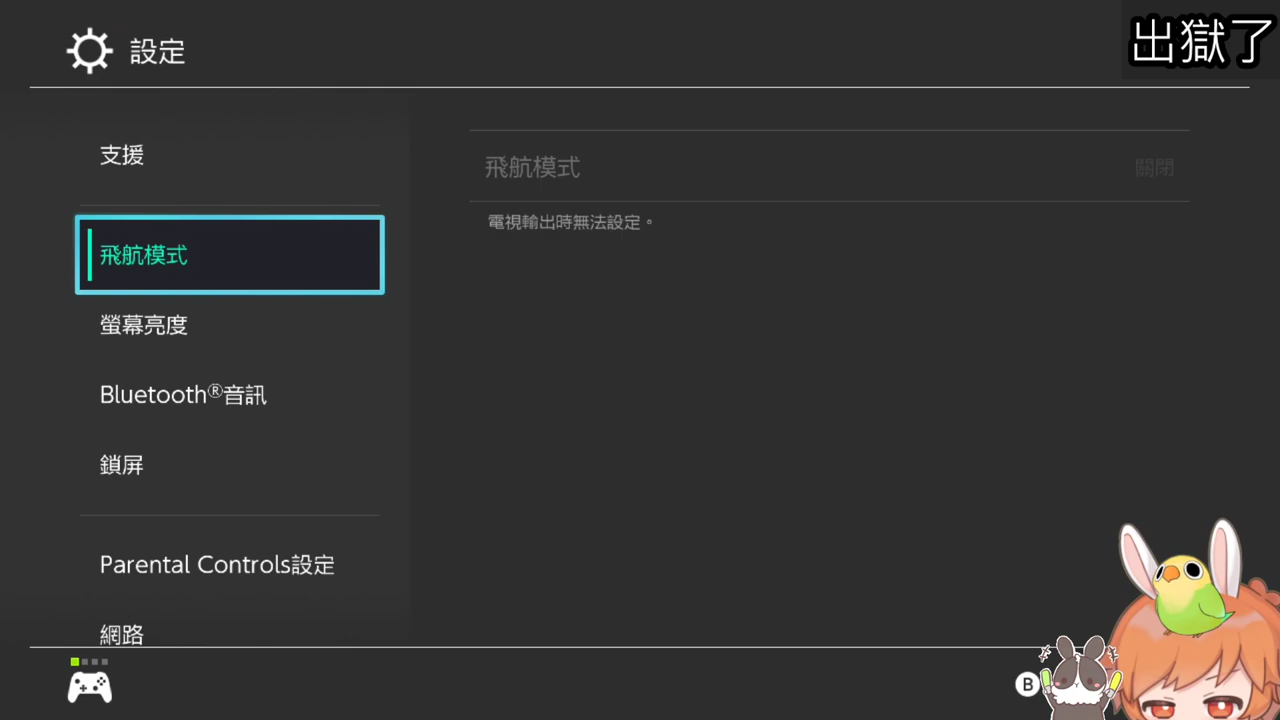 設定
出獄了
支援
飛航模式
螢幕亮度
Bluetooth®音訊
鎖屏
Parental Controls設定
網路
飛航模式
關閉
電視輸出時無法設定。
B